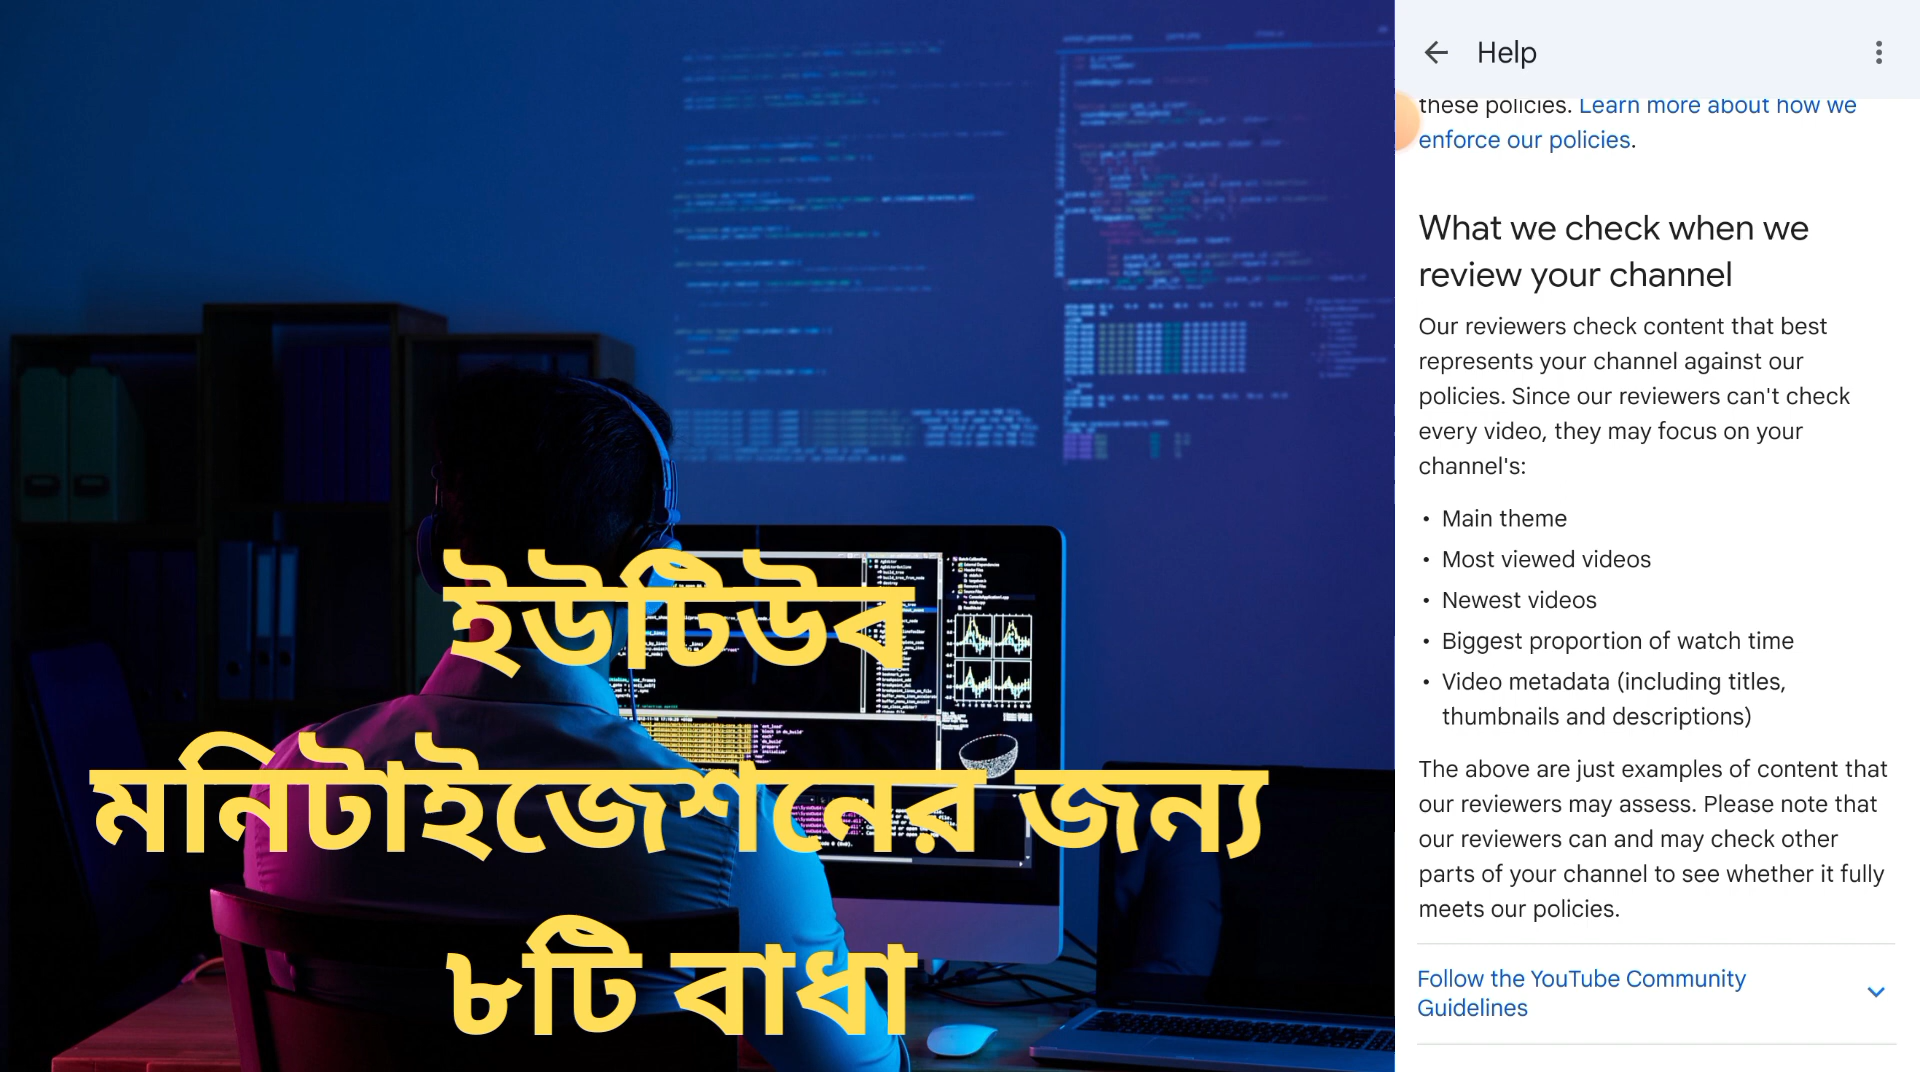 ইউটিউব
মনিটাইজেশনের জন্য
৮টি বাধা
Help
these policies. Learn more about how we
enforce our policies.
What we check when we
review your channel
Our reviewers check content that best
represents your channel against our
policies. Since our reviewers can't check
every video, they may focus on your
channel's:
• Main theme
• Most viewed videos
• Newest videos
• Biggest proportion of watch time
• Video metadata (including titles,
thumbnails and descriptions)
The above are just examples of content that
our reviewers may assess. Please note that
our reviewers can and may check other
parts of your channel to see whether it fully
meets our policies.
Follow the YouTube Community
Guidelines